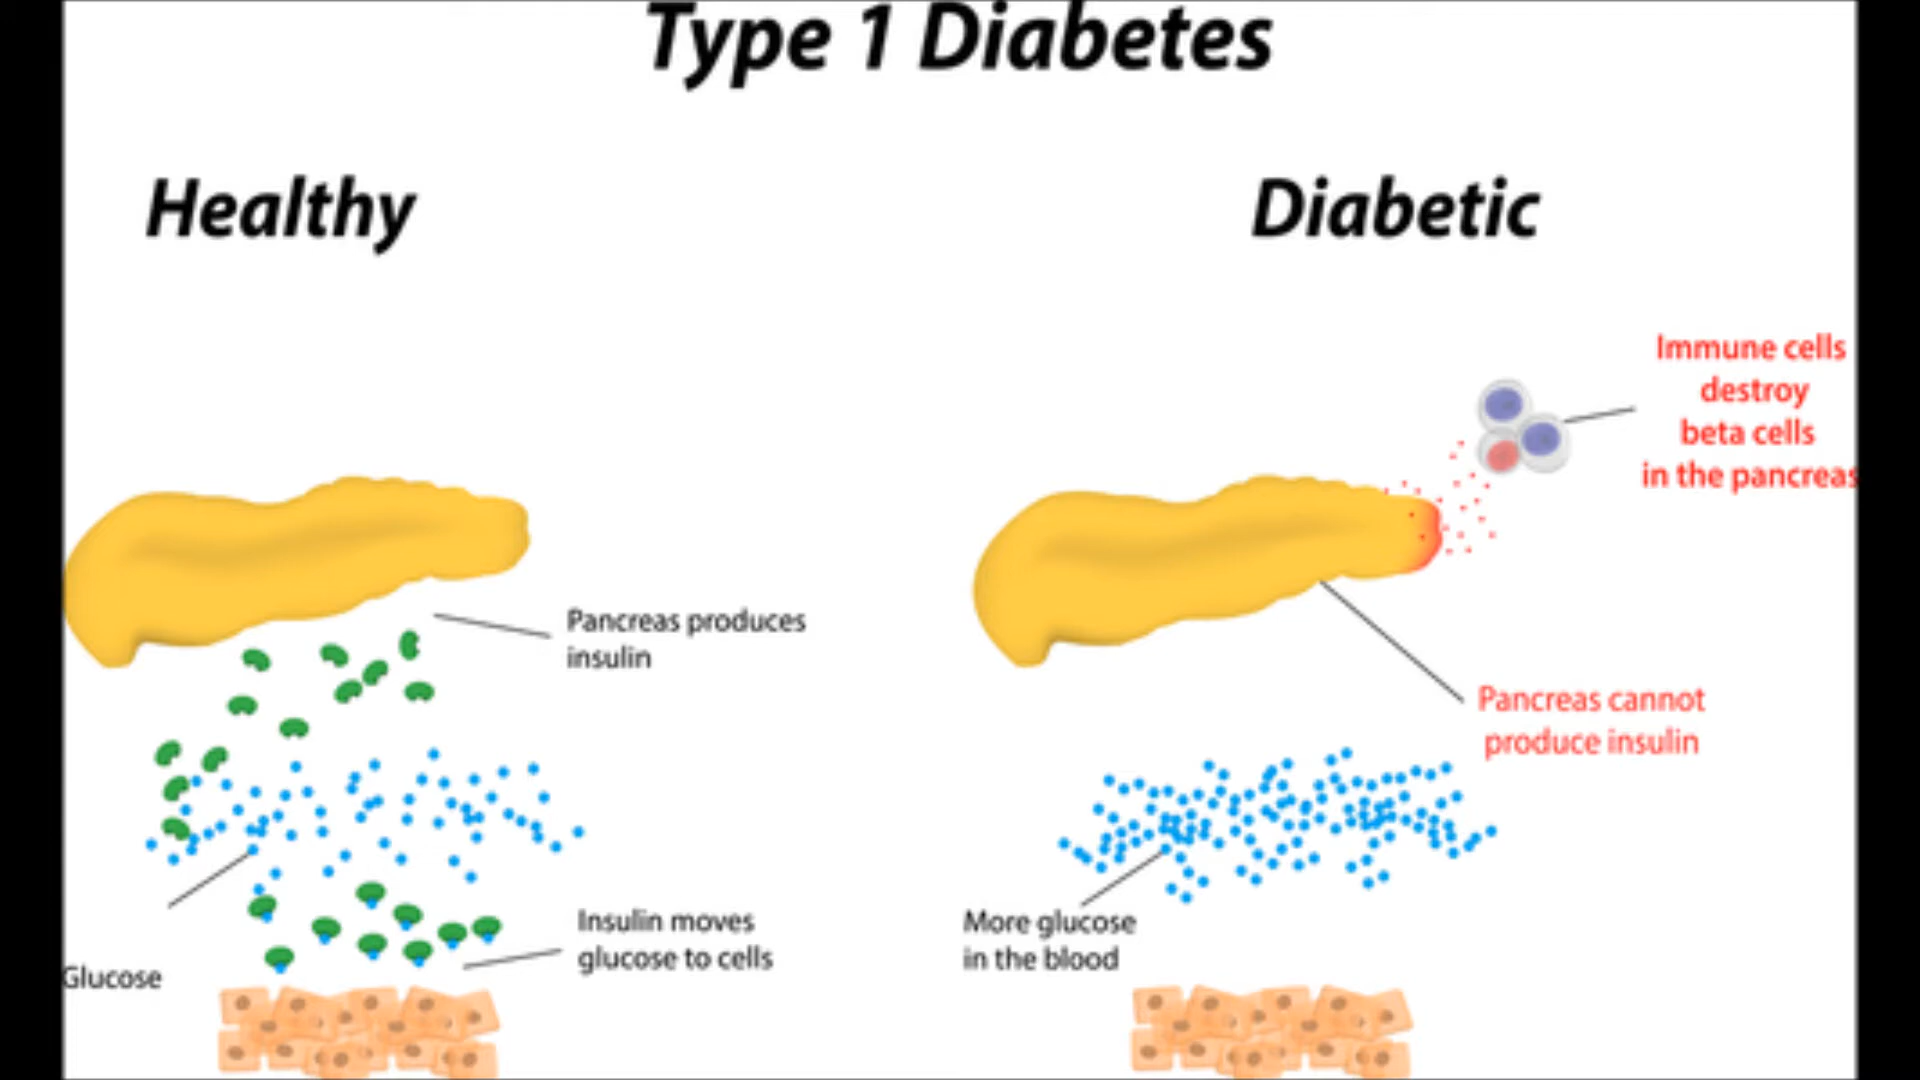 Type 1 Diabetes
Healthy
Diabetic
Immune cells
destroy
beta cells
in the pancreas
Pancreas produces
insulin
Pancreas cannot
produce insulin
Insulin moves
glucose to cells
More glucose
in the blood
Glucose